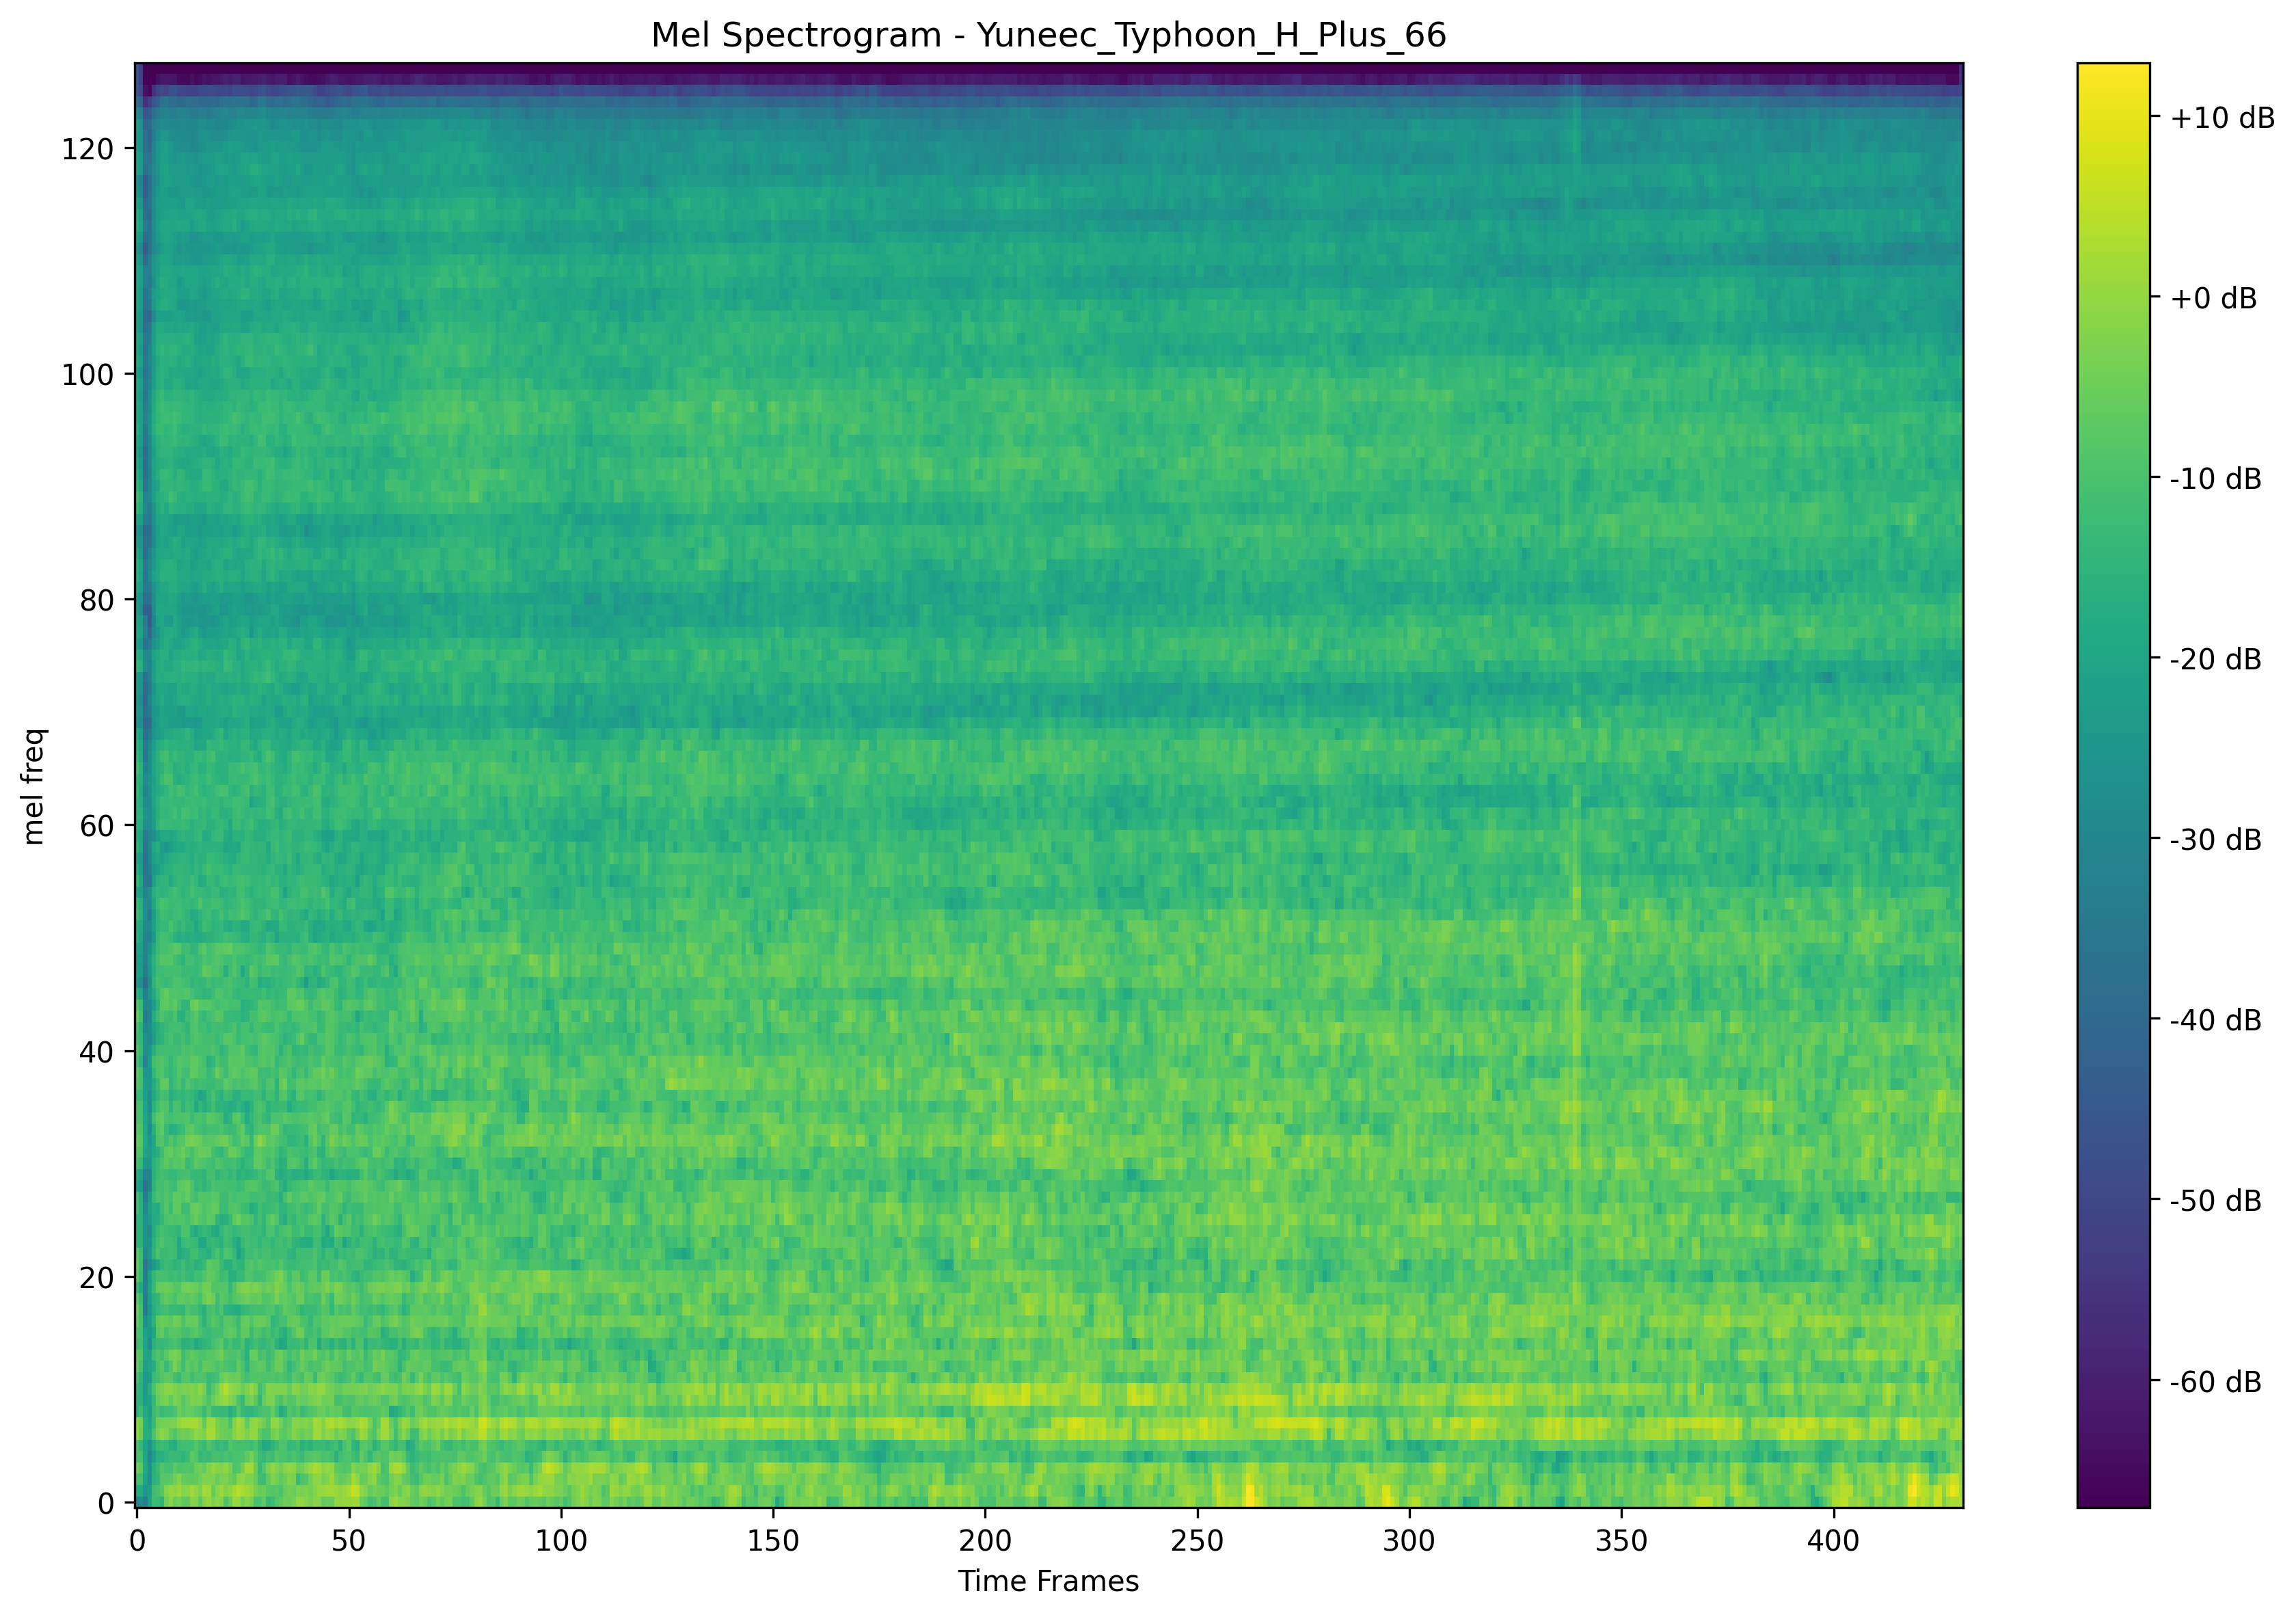 Mel Spectrogram - Yuneec_Typhoon_H_Plus_66
mel freq
120
100
80
60
40
20
0
0 50 100 150 200 250 300 350 400
Time Frames
+10 dB
+0 dB
-10 dB
-20 dB
-30 dB
-40 dB
-50 dB
-60 dB